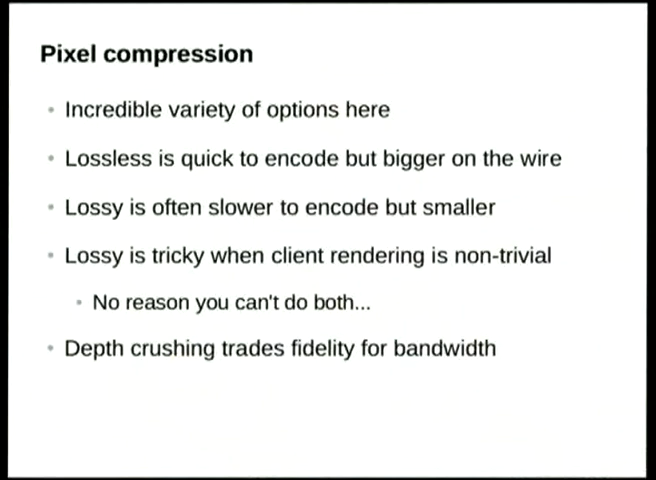 Pixel compression
Incredible variety of options here
Lossless is quick to encode but bigger on the wire
Lossy is often slower to encode but smaller
Lossy is tricky when client rendering is non-trivial
No reason you can't do both...
Depth crushing trades fidelity for bandwidth